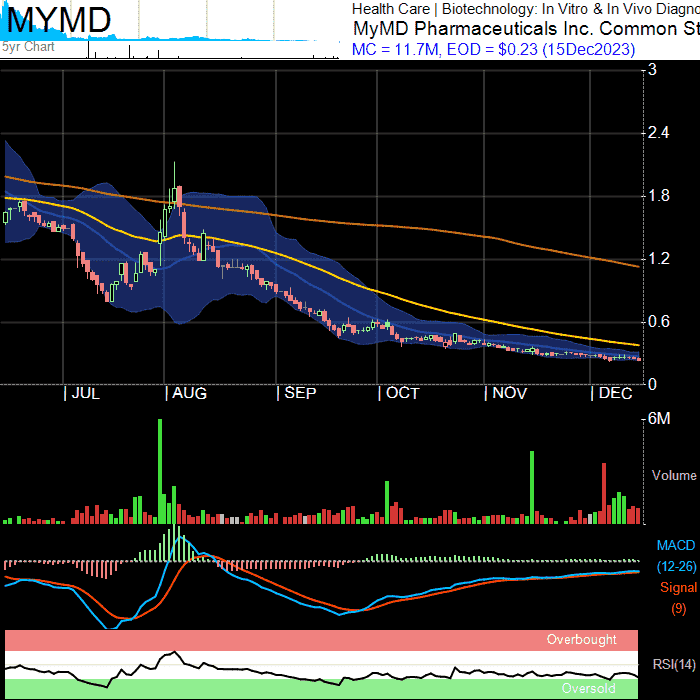 MYMD
5yr Chart
Health Care | Biotechnology: In Vitro & In Vivo Diagno
MyMD Pharmaceuticals Inc. Common St
MC = 11.7M, EOD = $0.23 (15Dec2023)
3
2.4
1.8
1.2
0.6
0
JUL AUG SEP OCT NOV DEC
6M
Volume
MACD
(12-26)
Signal
(9)
Overbought
RSI(14)
Oversold